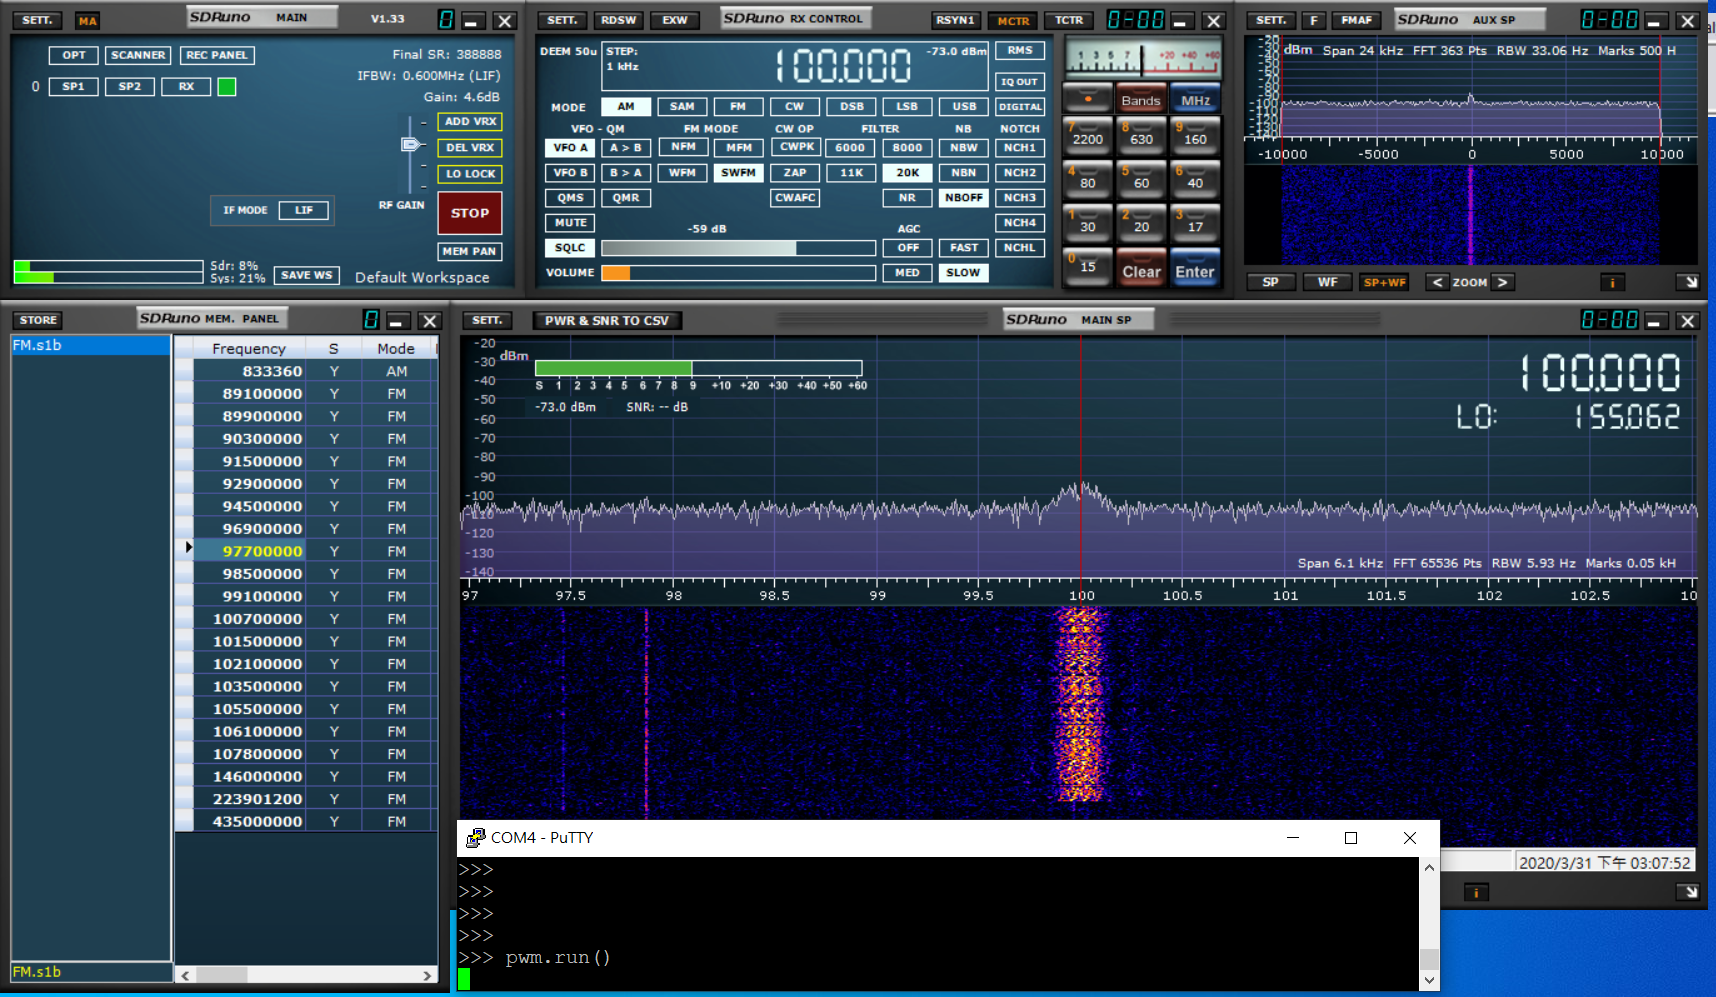 SETT. MA SDRuno MAIN V1.33 0
OPT SCANNER REC PANEL
Final SR: 388888
IFBW: 0.600MHz (LIF)
Gain: 4.6dB
0 SP1 SP2 RX
ADD VRX
DEL VRX
LO LOCK
RF GAIN
STOP
IF MODE LIF
MEM PAN
Sdr: 8%
Sys: 21%
SAVE WS Default Workspace
SETT. RDSW EXW SDRuno RX CONTROL RSYN1 MCTR TCTR 0-00
DEEM 50u STEP: 1 kHz 100.000 -73.0 dBm RMS
IQ OUT
MODE AM SAM FM CW DSB LSB USB DIGITAL
VFO - QM FM MODE CW OP FILTER NB NOTCH
VFO A A > B NFM MFM CWPK 6000 8000 NBW NCH1
VFO B B > A WFM SWFM ZAP 11K 20K NBN NCH2
QMS QMR CWAFC NR NBOFF NCH3
MUTE -59 dB AGC NCH4
SQLC OFF FAST NCHL
VOLUME MED SLOW
1 3 5 7 +20 +40 +60
Bands MHz
7 2200 8 630 9 160
4 80 5 60 6 40
1 30 2 20 3 17
0 15 Clear Enter
SETT. F FMAF SDRuno AUX SP 0-00
dBm Span 24 kHz FFT 363 Pts RBW 33.06 Hz Marks 500 H
-20
-30
-40
-50
-60
-70
-80
-90
-100
-110
-120
-130
-140
-10000 -5000 0 5000 10000
SP WF SP+WF < ZOOM > i
STORE SDRuno MEM. PANEL 0
FM.s1b
Frequency S Mode
833360 Y AM
89100000 Y FM
89900000 Y FM
90300000 Y FM
91500000 Y FM
92900000 Y FM
94500000 Y FM
96900000 Y FM
97700000 Y FM
98500000 Y FM
99100000 Y FM
100700000 Y FM
101500000 Y FM
102100000 Y FM
103500000 Y FM
105500000 Y FM
106100000 Y FM
107800000 Y FM
146000000 Y FM
223901200 Y FM
435000000 Y FM
FM.s1b
SETT. PWR & SNR TO CSV SDRuno MAIN SP 0-00
dBm
S 1 2 3 4 5 6 7 8 9 +10 +20 +30 +40 +50 +60
-73.0 dBm SNR: -- dB
100.000
LO: 155.062
-20
-30
-40
-50
-60
-70
-80
-90
-100
-110
-120
-130
-140
Span 6.1 kHz FFT 65536 Pts RBW 5.93 Hz Marks 0.05 kH
97 97.5 98 98.5 99 99.5 100 100.5 101 101.5 102 102.5 10
COM4 - PuTTY
>>>
>>>
>>>
>>>
>>> pwm.run()
2020/3/31 下午 03:07:52
i